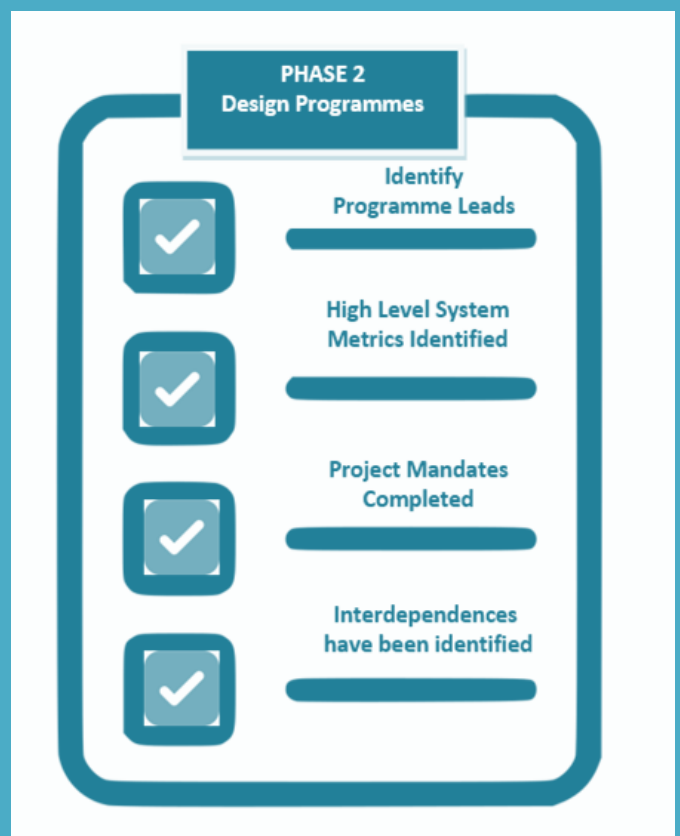 PHASE 2
Design Programmes
Identify
Programme Leads
High Level System
Metrics Identified
Project Mandates
Completed
Interdependences
have been identified